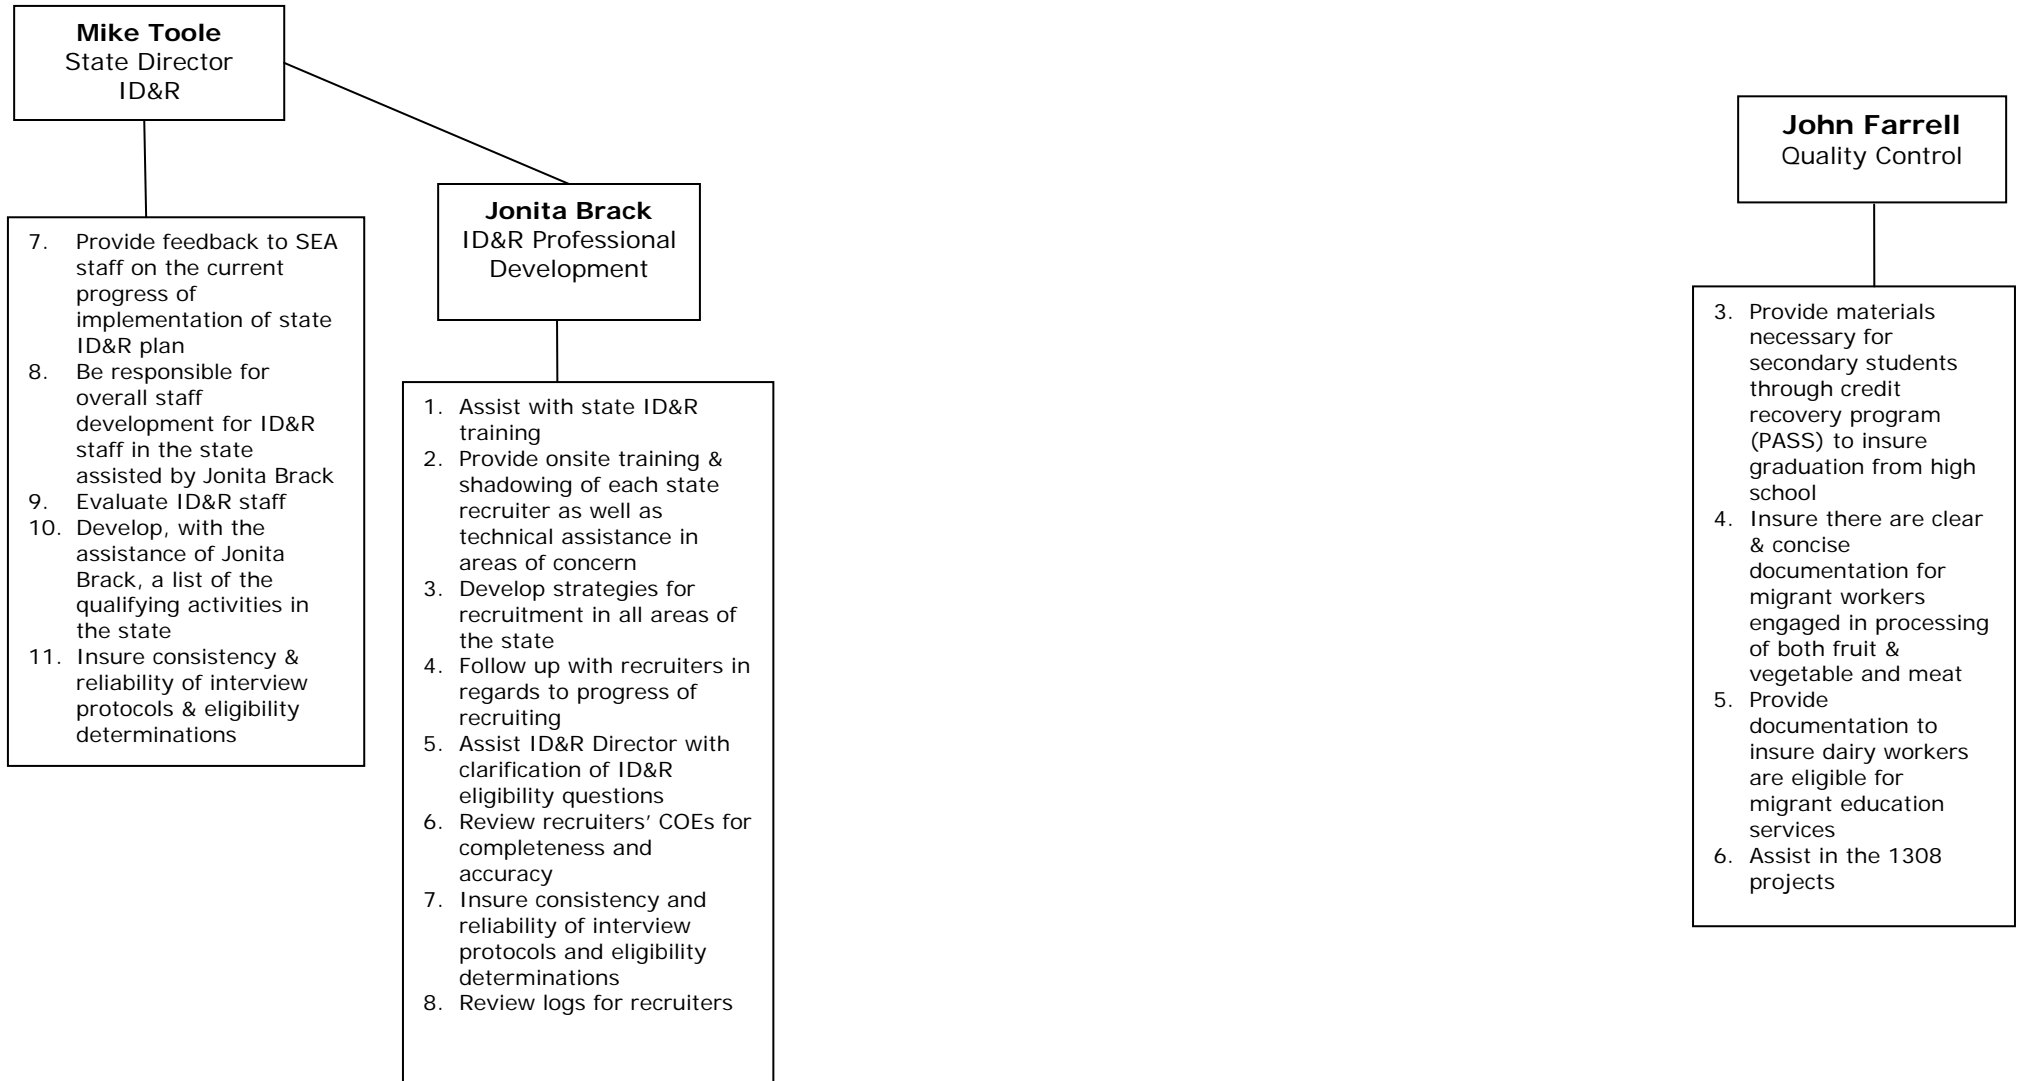 Mike Toole
State Director
ID&R
7. Provide feedback to SEA
staff on the current
progress of
implementation of state
ID&R plan
8. Be responsible for
overall staff
development for ID&R
staff in the state
assisted by Jonita Brack
9. Evaluate ID&R staff
10. Develop, with the
assistance of Jonita
Brack, a list of the
qualifying activities in
the state
11. Insure consistency &
reliability of interview
protocols & eligibility
determinations
Jonita Brack
ID&R Professional
Development
1. Assist with state ID&R
training
2. Provide onsite training &
shadowing of each state
recruiter as well as
technical assistance in
areas of concern
3. Develop strategies for
recruitment in all areas of
the state
4. Follow up with recruiters in
regards to progress of
recruiting
5. Assist ID&R Director with
clarification of ID&R
eligibility questions
6. Review recruiters’ COEs for
completeness and
accuracy
7. Insure consistency and
reliability of interview
protocols and eligibility
determinations
8. Review logs for recruiters
John Farrell
Quality Control
3. Provide materials
necessary for
secondary students
through credit
recovery program
(PASS) to insure
graduation from high
school
4. Insure there are clear
& concise
documentation for
migrant workers
engaged in processing
of both fruit &
vegetable and meat
5. Provide
documentation to
insure dairy workers
are eligible for
migrant education
services
6. Assist in the 1308
projects